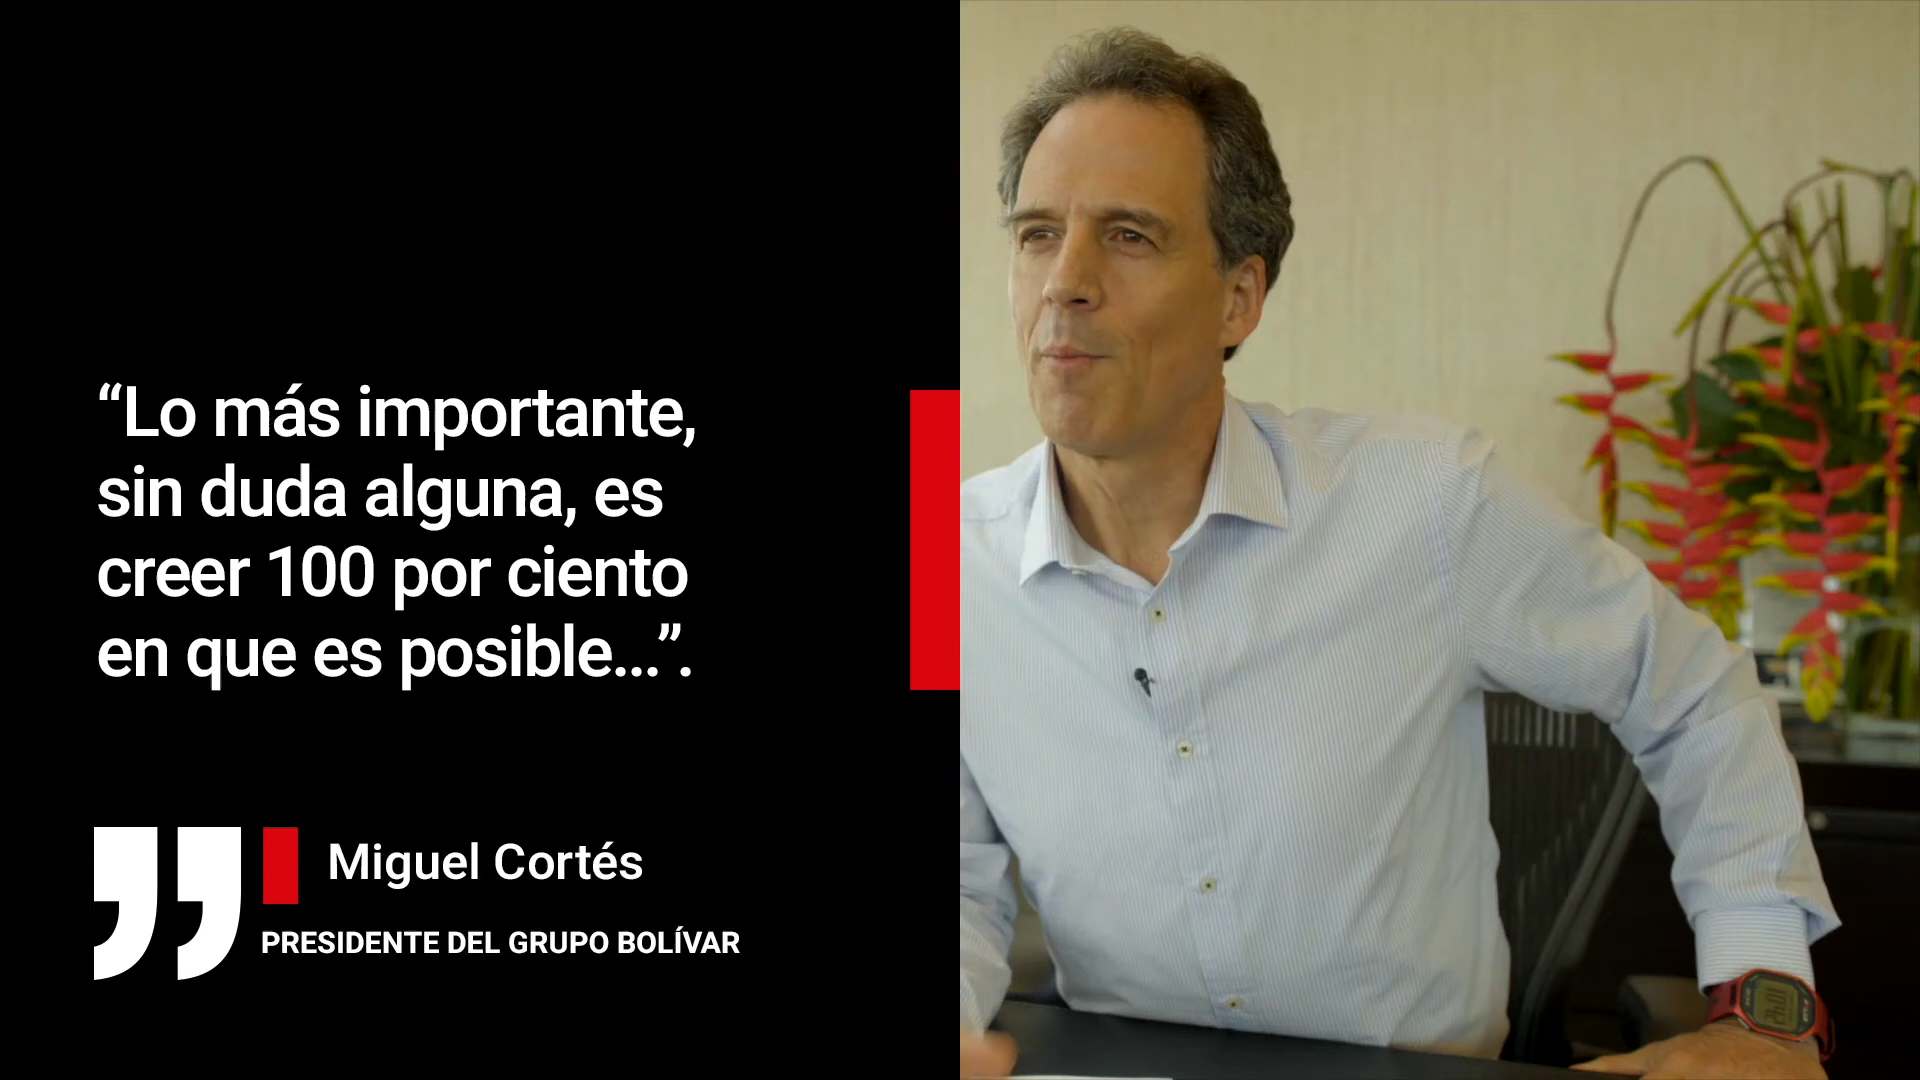 “Lo más importante,
sin duda alguna, es
creer 100 por ciento
en que es posible...”.
Miguel Cortés
PRESIDENTE DEL GRUPO BOLÍVAR